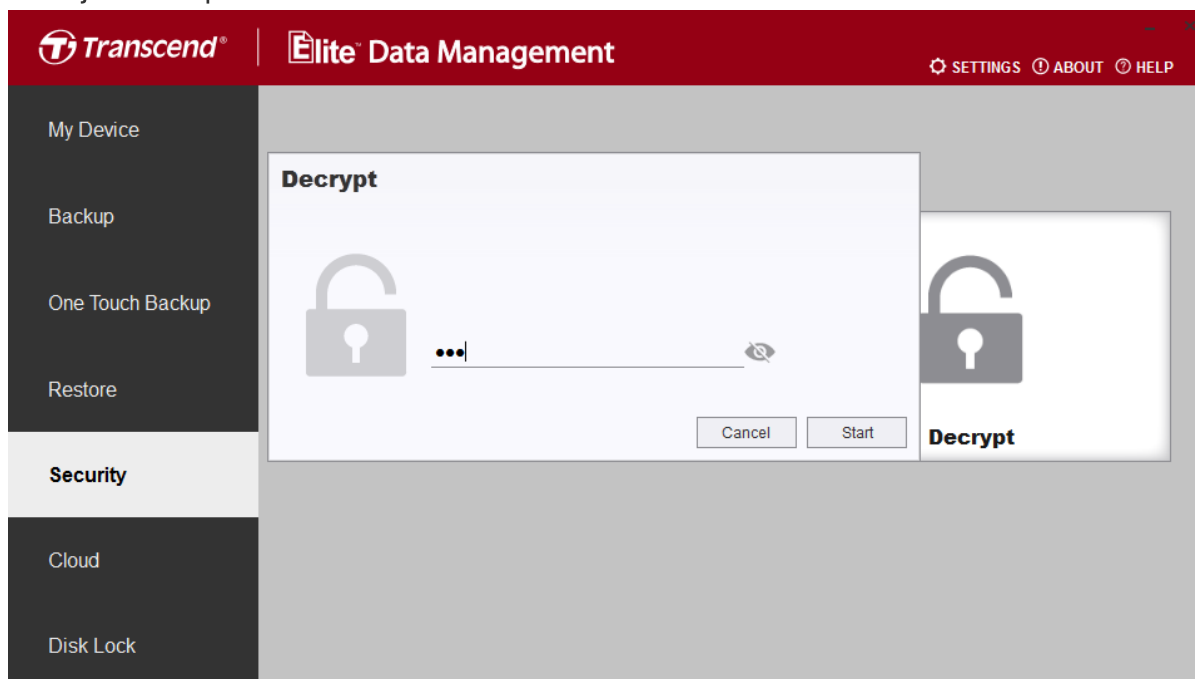 Transcend®
Elite™ Data Management
SETTINGS ABOUT HELP
My Device
Backup
One Touch Backup
Restore
Security
Cloud
Disk Lock
Decrypt
•••
Cancel Start
Decrypt